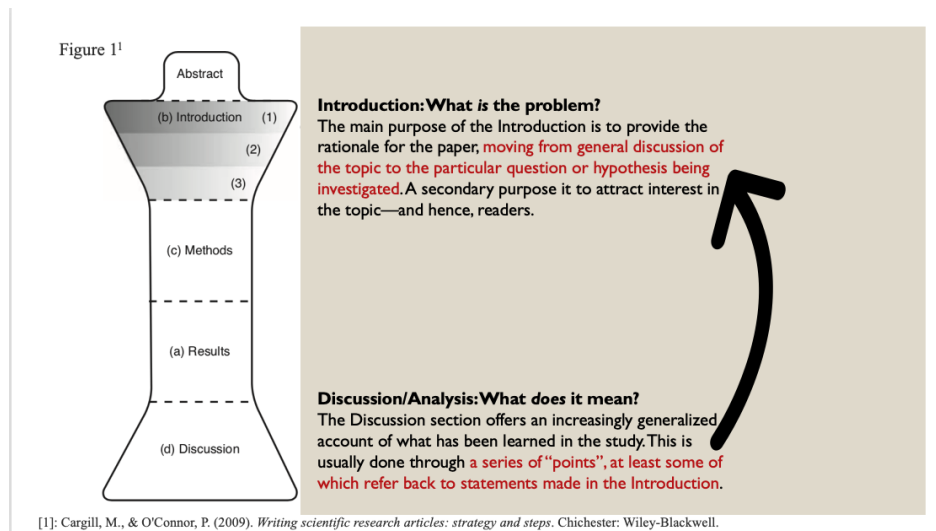 Figure 1¹
Abstract
(b) Introduction (1)
(2)
(3)
(c) Methods
(a) Results
(d) Discussion
Introduction: What is the problem?
The main purpose of the Introduction is to provide the
rationale for the paper, moving from general discussion of
the topic to the particular question or hypothesis being
investigated. A secondary purpose it to attract interest in
the topic—and hence, readers.
Discussion/Analysis: What does it mean?
The Discussion section offers an increasingly generalized
account of what has been learned in the study. This is
usually done through a series of “points”, at least some of
which refer back to statements made in the Introduction.
[1]: Cargill, M., & O'Connor, P. (2009). Writing scientific research articles: strategy and steps. Chichester: Wiley-Blackwell.